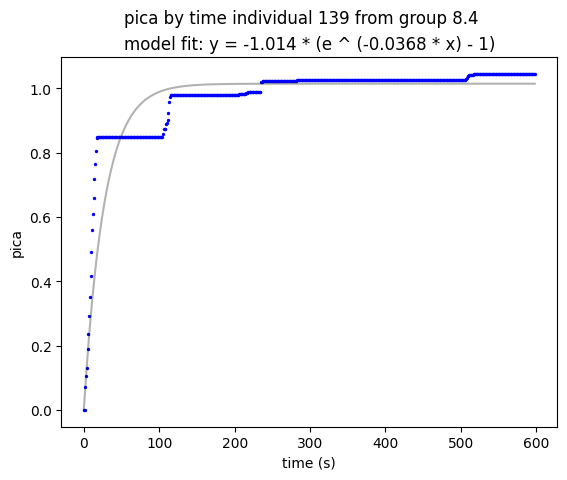 pica by time individual 139 from group 8.4
model fit: y = -1.014 * (e ^ (-0.0368 * x) - 1)
1.0
0.8
0.6
0.4
0.2
0.0
pica
0 100 200 300 400 500 600
time (s)